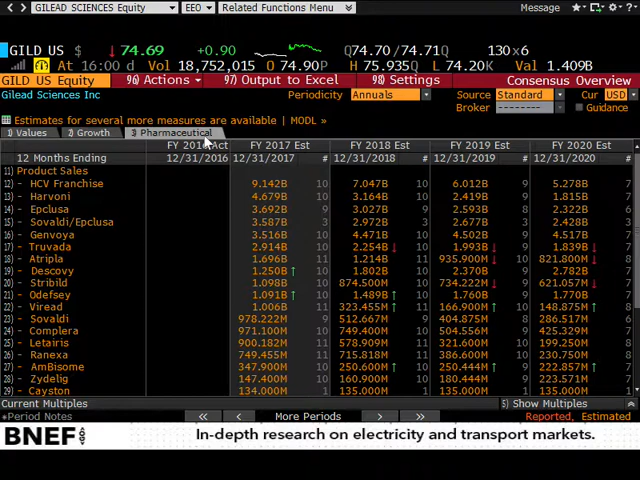 GILEAD SCIENCES Equity EEO Related Functions Menu Message
GILD US ↓ 74.69 +0.90 Q74.70/74.71Q 130x6
At 16:00 d Vol 18,752,015 O 74.90P H 75.935Q L 74.20K Val 1.409B
GILD US Equity 96) Actions 97) Output to Excel 98) Settings Consensus Overview
Gilead Sciences Inc Periodicity Annuals Source Standard Cur USD
Broker Guidance
Estimates for several more measures are available | MODL »
1) Values 2) Growth 3) Pharmaceutical
FY 2016 Act FY 2017 Est FY 2018 Est FY 2019 Est FY 2020 Est
12 Months Ending 12/31/2016 12/31/2017 12/31/2018 12/31/2019 12/31/2020
11) Product Sales
12) - HCV Franchise 9.142B 10 7.047B 10 6.012B 9 5.278B 7
13) - Harvoni 4.679B 10 3.164B 10 2.419B 9 1.815B 7
14) - Epclusa 3.692B 9 3.027B 9 2.593B 8 2.322B 6
15) - Sovaldi/Epclusa 3.587B 3 2.972B 3 2.677B 3 2.428B 3
16) - Genvoya 3.516B 10 4.471B 10 4.502B 9 4.517B 7
17) - Truvada 2.914B 10 2.254B ↓ 10 1.993B ↓ 9 1.839B ↓ 7
18) - Atripla 1.696B 11 1.214B 11 935.900M ↓ 10 821.800M ↓ 8
19) - Descovy 1.250B ↑ 10 1.802B 10 2.370B 9 2.782B 7
20) - Stribild 1.098B 10 874.500M 10 734.222M ↓ 9 621.057M ↓ 7
21) - Odefsey 1.091B ↑ 10 1.489B ↑ 10 1.760B 9 1.770B 7
22) - Viread 1.006B 11 323.455M ↑ 11 166.900M ↑ 10 148.875M ↑ 8
23) - Sovaldi 978.222M 9 512.667M 9 404.875M 8 286.517M 6
24) - Complera 971.100M 10 749.400M 10 504.556M 9 425.329M 7
25) - Letairis 900.182M 11 578.909M 11 321.600M 10 199.250M 8
26) - Ranexa 749.455M 11 715.818M 11 386.600M 10 230.750M 8
27) - AmBisome 347.900M 10 250.600M ↑ 10 250.444M ↑ 9 222.857M ↑ 7
28) - Zydelig 147.400M 10 160.900M 10 180.444M 9 223.571M 7
29) - Cayston 134.000M 1 135.000M 1 135.000M 1 135.000M 1
Current Multiples 5) Show Multiples
*Period Notes « < More Periods > » Reported, Estimated
BNEF In-depth research on electricity and transport markets.